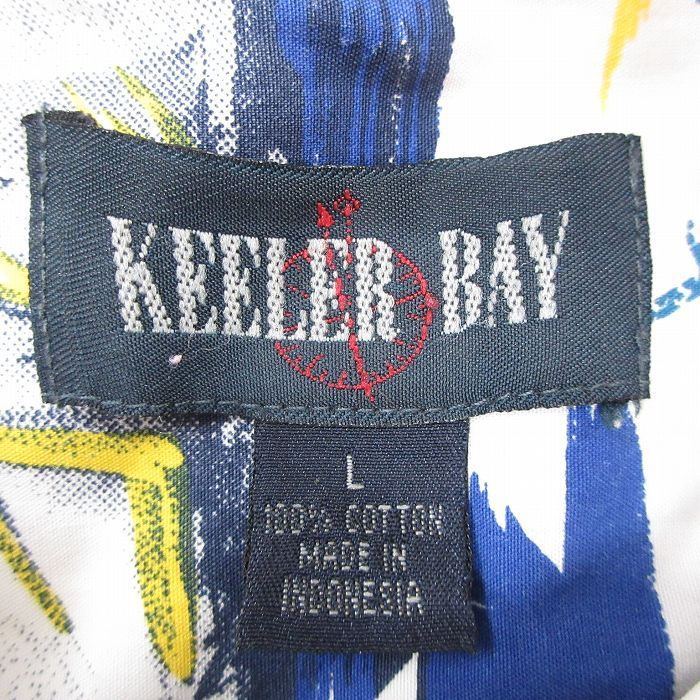 KEELER BAY
L
100% COTTON
MADE IN
INDONESIA